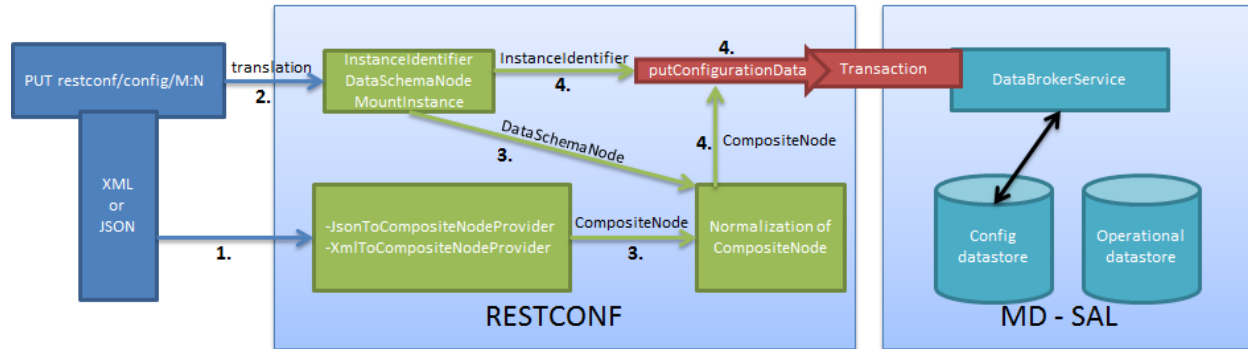 PUT restconf/config/M:N
XML
or
JSON
translation
2.
1.
InstanceIdentifier
DataSchemaNode
MountInstance
InstanceIdentifier
4.
4.
putConfigurationData
Transaction
DataSchemaNode
3.
4.
CompositeNode
-JsonToCompositeNodeProvider
-XmlToCompositeNodeProvider
CompositeNode
3.
Normalization of
CompositeNode
RESTCONF
DataBrokerService
Config
datastore
Operational
datastore
MD - SAL